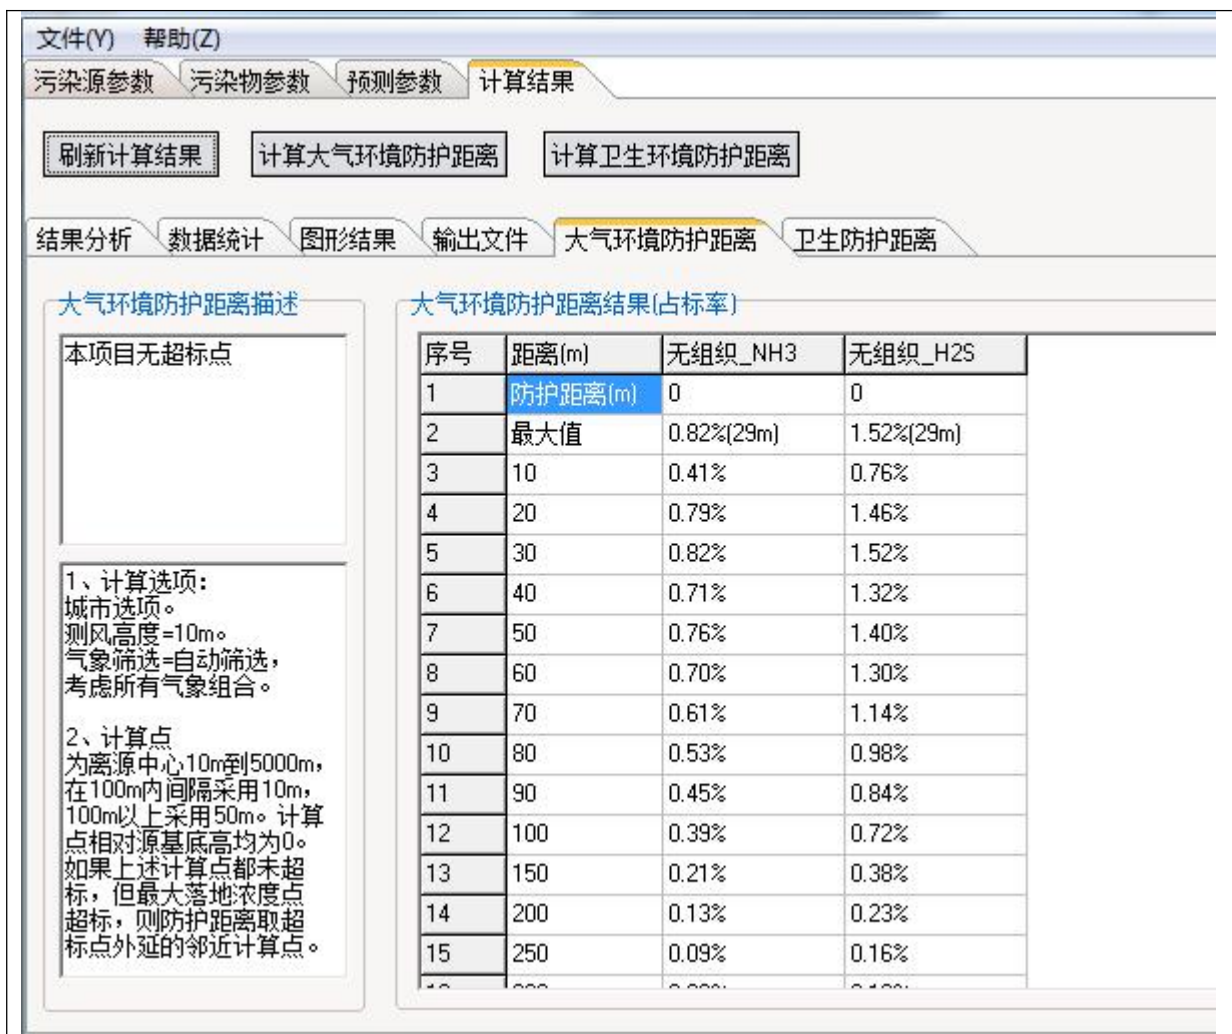 文件(Y) 帮助(Z)
污染源参数 污染物参数 预测参数 计算结果
刷新计算结果 计算大气环境防护距离 计算卫生环境防护距离
结果分析 数据统计 图形结果 输出文件 大气环境防护距离 卫生防护距离
大气环境防护距离描述
本项目无超标点
1、计算选项：
城市选项。
测风高度=10m。
气象筛选=自动筛选，
考虑所有气象组合。
2、计算点
为离源中心10m到5000m，
在100m内间隔采用10m，
100m以上采用50m。计算
点相对源基底高均为0。
如果上述计算点都未超
标，但最大落地浓度点
超标，则防护距离取超
标点外延的邻近计算点。
大气环境防护距离结果(占标率)
序号 距离(m) 无组织_NH3 无组织_H2S
1 防护距离(m) 0 0
2 最大值 0.82%(29m) 1.52%(29m)
3 10 0.41% 0.76%
4 20 0.79% 1.46%
5 30 0.82% 1.52%
6 40 0.71% 1.32%
7 50 0.76% 1.40%
8 60 0.70% 1.30%
9 70 0.61% 1.14%
10 80 0.53% 0.98%
11 90 0.45% 0.84%
12 100 0.39% 0.72%
13 150 0.21% 0.38%
14 200 0.13% 0.23%
15 250 0.09% 0.16%